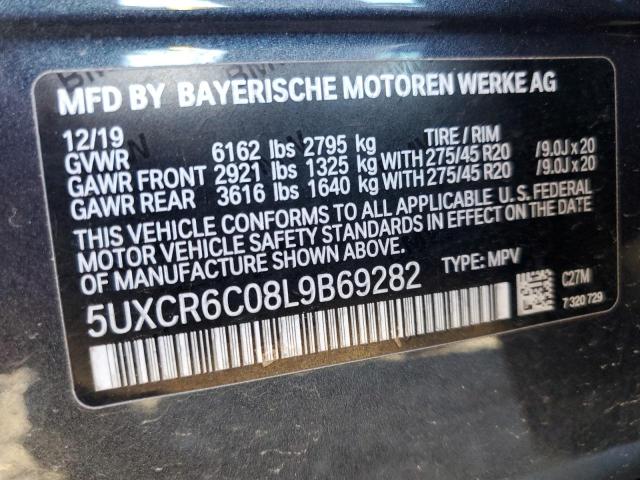 MFD BY BAYERISCHE MOTOREN WERKE AG
12/19 TIRE / RIM
GVWR 6162 lbs 2795 kg
GAWR FRONT 2921 lbs 1325 kg WITH 275/45 R20 /9.0J x 20
GAWR REAR 3616 lbs 1640 kg WITH 275/45 R20 /9.0J x 20
THIS VEHICLE CONFORMS TO ALL APPLICABLE U.S. FEDERAL
MOTOR VEHICLE SAFETY STANDARDS IN EFFECT ON THE DATE
OF MANUFACTURE SHOWN ABOVE.
TYPE: MPV
5UXCR6C08L9B69282
C27M
7 320 729